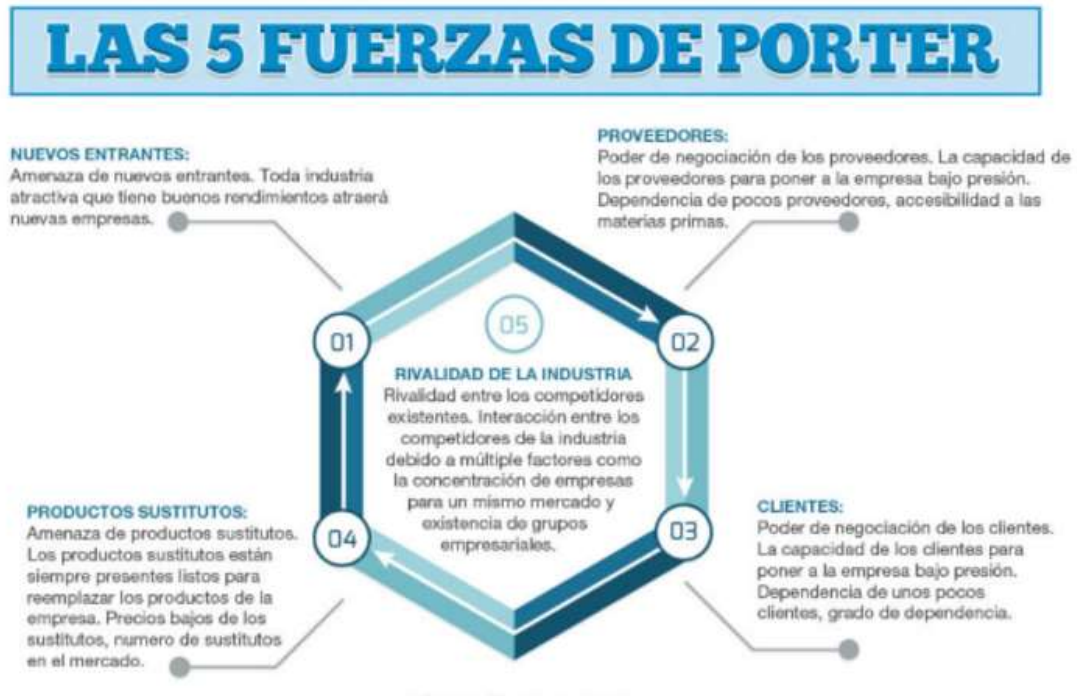 LAS 5 FUERZAS DE PORTER
NUEVOS ENTRANTES:
Amenaza de nuevos entrantes. Toda industria
atractiva que tiene buenos rendimientos atraerá
nuevas empresas.
PROVEEDORES:
Poder de negociación de los proveedores. La capacidad de
los proveedores para poner a la empresa bajo presión.
Dependencia de pocos proveedores, accesibilidad a las
materias primas.
01
02
05
RIVALIDAD DE LA INDUSTRIA
Rivalidad entre los competidores
existentes. Interacción entre los
competidores de la industria
debido a múltiple factores como
la concentración de empresas
para un mismo mercado y
existencia de grupos
empresariales.
04
03
PRODUCTOS SUSTITUTOS:
Amenaza de productos sustitutos.
Los productos sustitutos están
siempre presentes listos para
reemplazar los productos de la
empresa. Precios bajos de los
sustitutos, numero de sustitutos
en el mercado.
CLIENTES:
Poder de negociación de los clientes.
La capacidad de los clientes para
poner a la empresa bajo presión.
Dependencia de unos pocos
clientes, grado de dependencia.